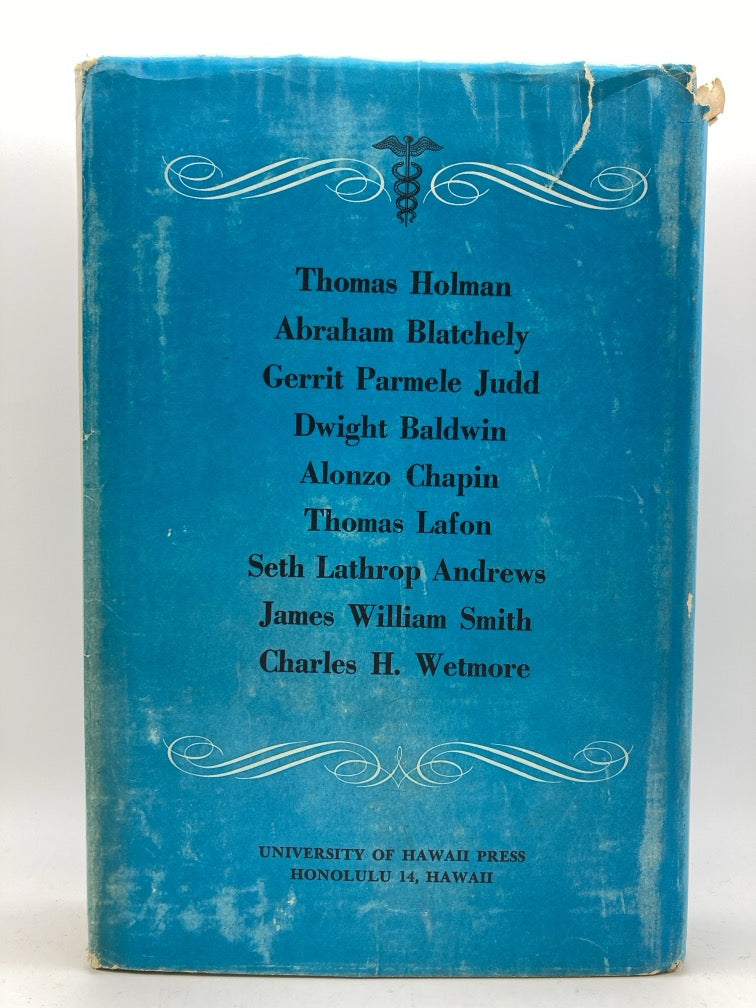 Thomas Holman
Abraham Blatchely
Gerrit Parmele Judd
Dwight Baldwin
Alonzo Chapin
Thomas Lafon
Seth Lathrop Andrews
James William Smith
Charles H. Wetmore
UNIVERSITY OF HAWAII PRESS
HONOLULU 14, HAWAII